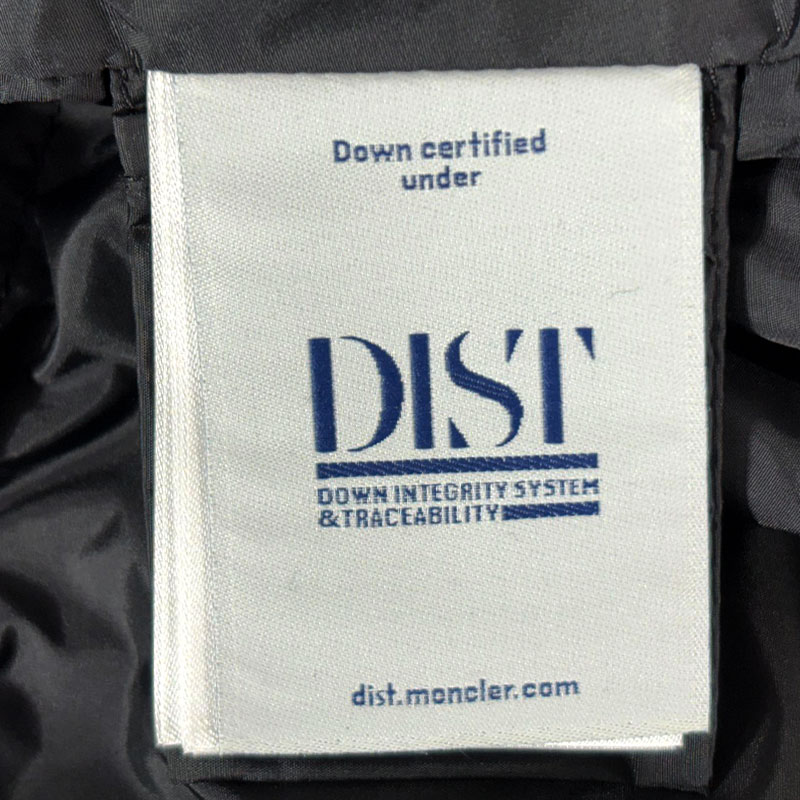 Down certified
under
DIST
DOWN INTEGRITY SYSTEM
&TRACEABILITY
dist.moncler.com